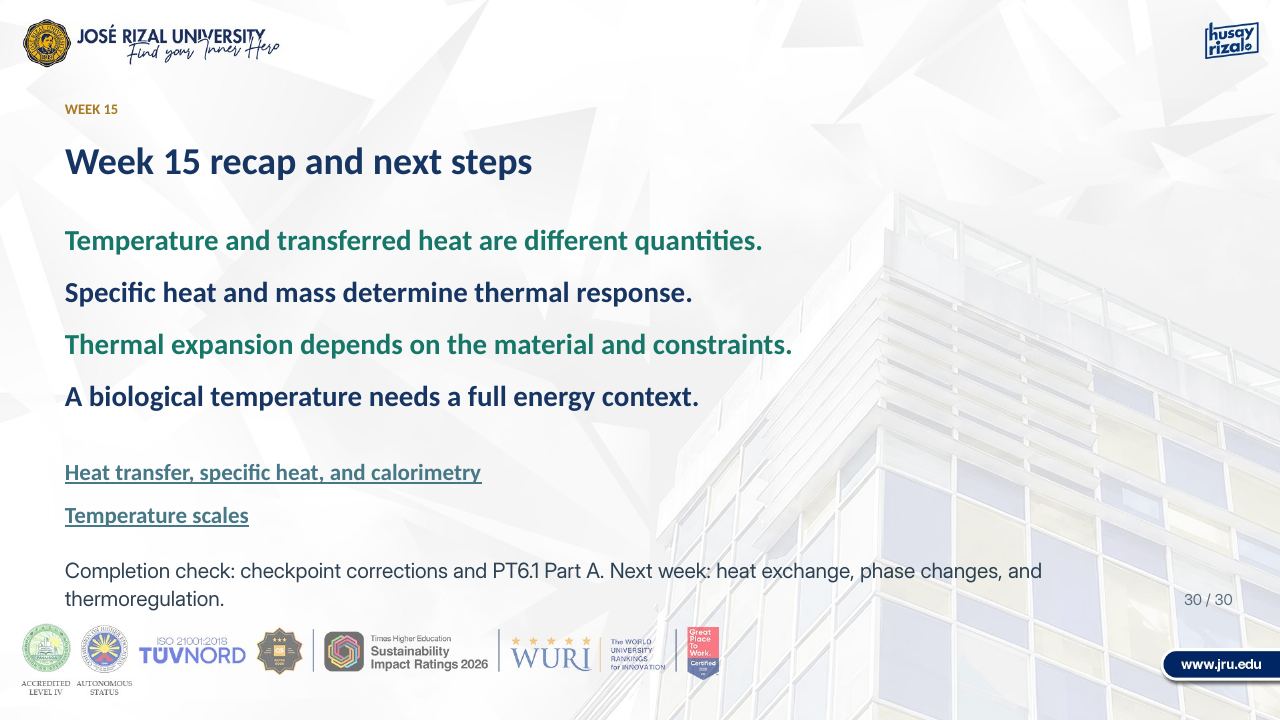 JOSÉ RIZAL UNIVERSITY
Find your Inner Hero
husay
rizal
WEEK 15
Week 15 recap and next steps
Temperature and transferred heat are different quantities.
Specific heat and mass determine thermal response.
Thermal expansion depends on the material and constraints.
A biological temperature needs a full energy context.
Heat transfer, specific heat, and calorimetry
Temperature scales
Completion check: checkpoint corrections and PT6.1 Part A. Next week: heat exchange, phase changes, and
thermoregulation.
30 / 30
ACCREDITED
LEVEL IV
AUTONOMOUS
STATUS
ISO 21001:2018
TÜVNORD
Times Higher Education
Sustainability
Impact Ratings 2026
WURI
The WORLD
UNIVERSITY
RANKINGS
for INNOVATION
Great
Place
To
Work.
Certified
www.jru.edu